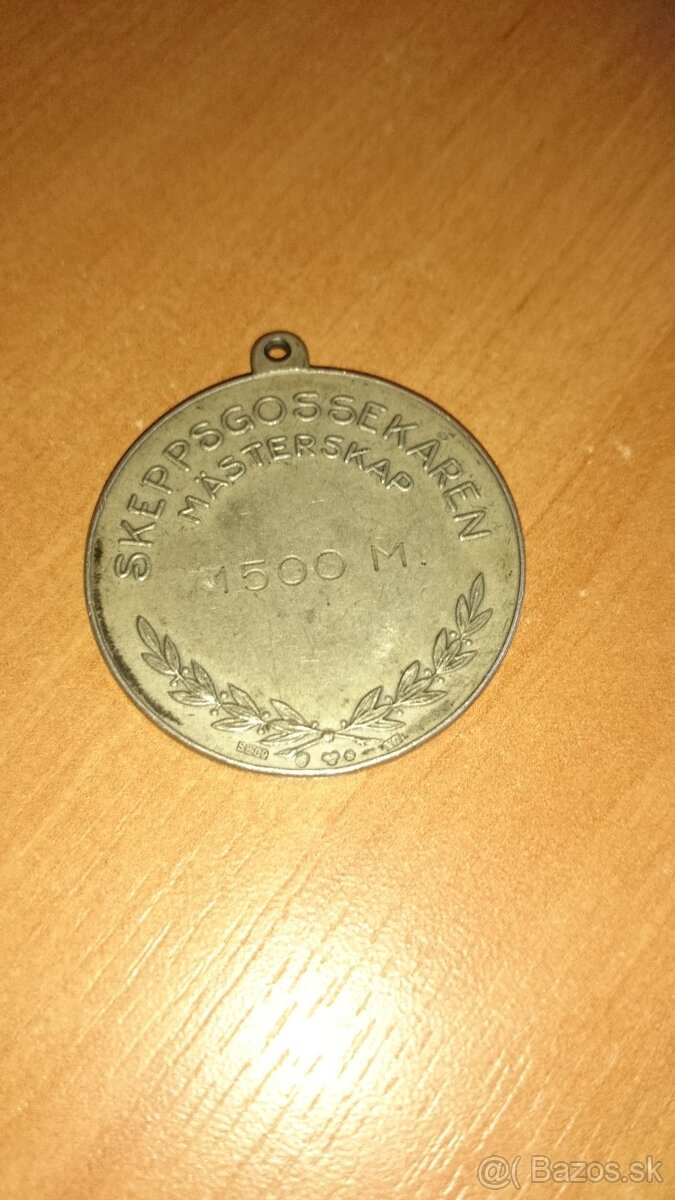 SKEPPSGOSSEKÅREN
MÄSTERSKAP
1500 M.
@( Bazos.sk